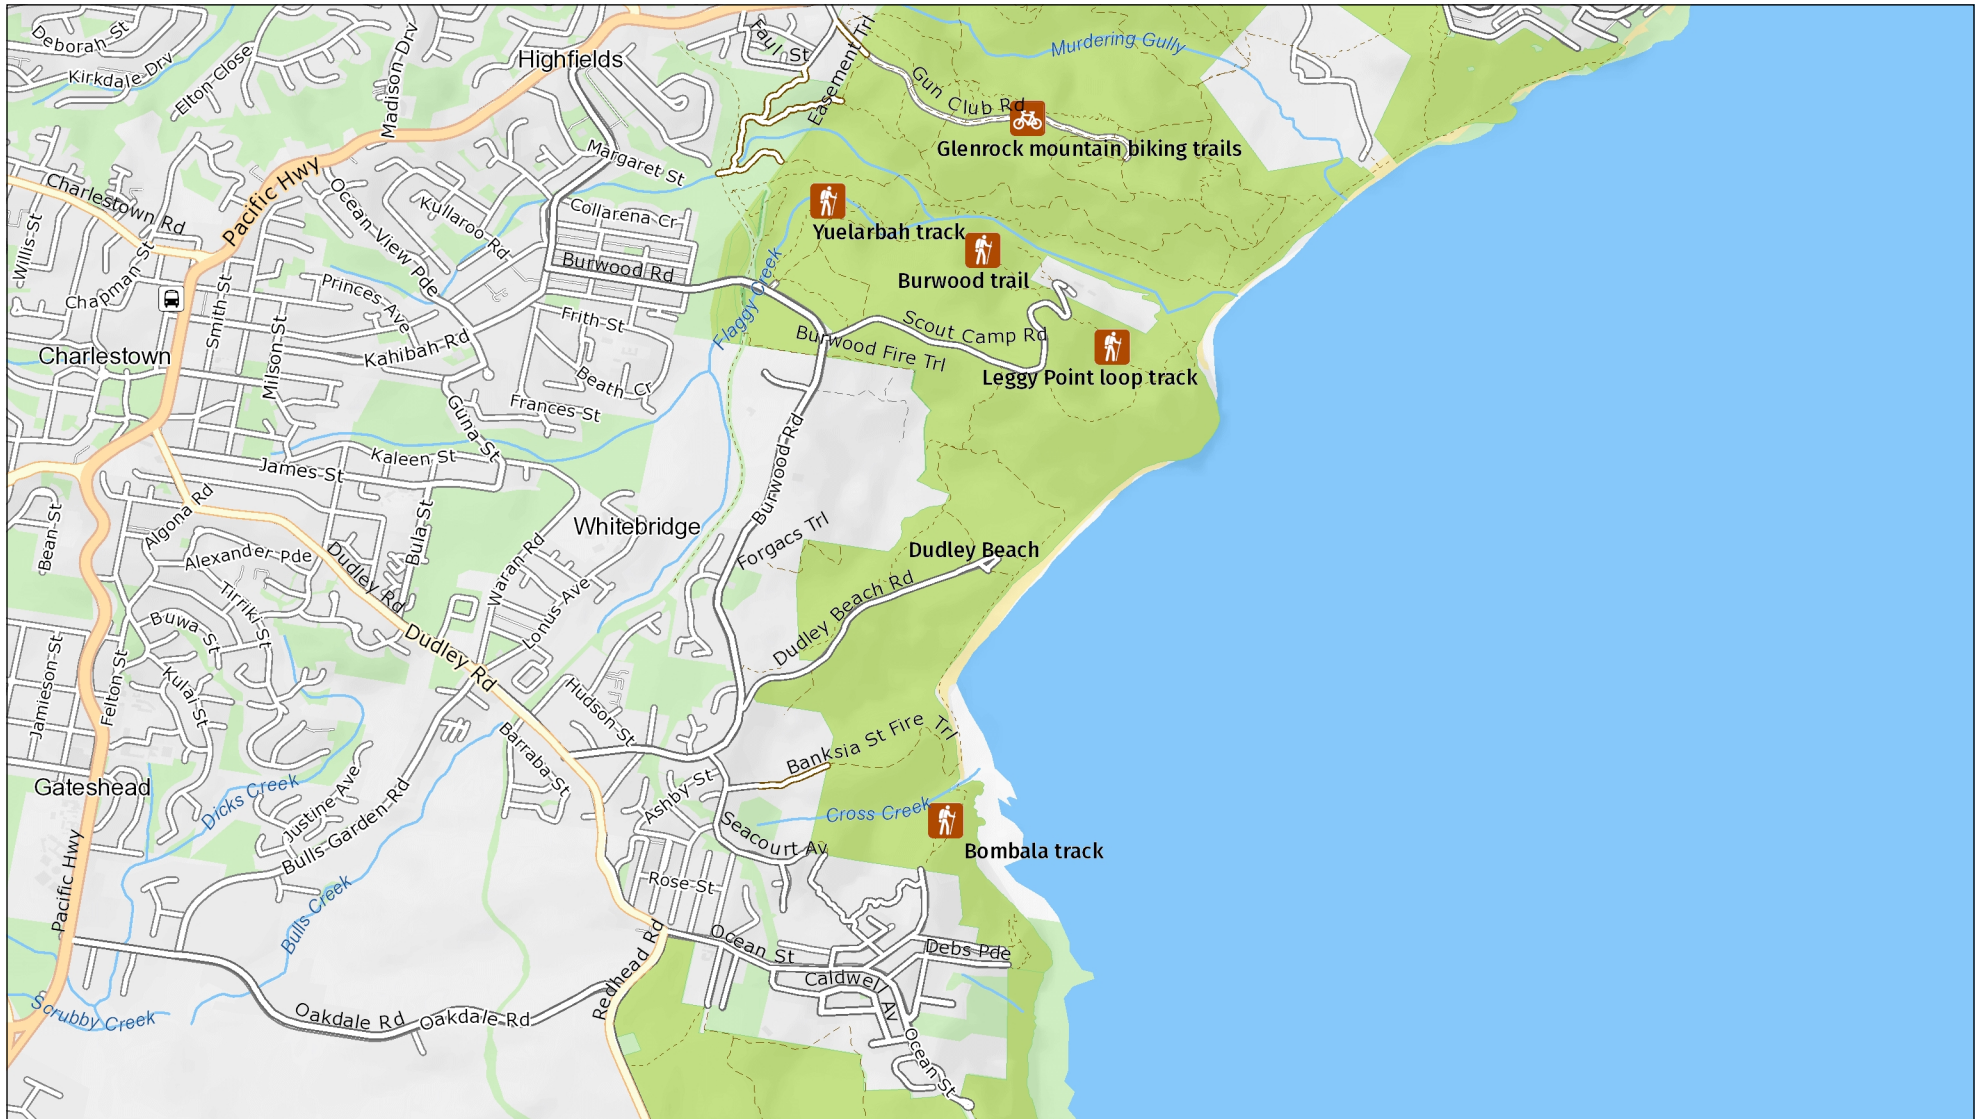 Deborah St
Kirkdale Drv
Elton Close
Madison Drv
Highfields
Faul St
Easement Trl
Murdering Gully
Gun Club Rd
Glenrock mountain biking trails
Pacific Hwy
Margaret St
Charlestown Rd
Willis St
Ocean View Pde
Kullaroo Rd
Collarena Cr
Yuelarbah track
Burwood trail
Burwood Rd
Flaggy Creek
Chapman St
Smith St
Princes Ave
Frith St
Milson St
Kahibah Rd
Charlestown
Burwood Fire Trl
Scout Camp Rd
Leggy Point loop track
Beath Cr
Frances St
Guna St
Kaleen St
James St
Burwood Rd
Algona Rd
Bean St
Alexander Pde
Bula St
Dudley Rd
Whitebridge
Waran Rd
Lonus Ave
Forgacs Trl
Dudley Beach
Dudley Beach Rd
Tirriki St
Buwa St
Dudley Rd
Jamieson St
Felton St
Kulai St
Hudson St
Barraba St
Banksia St Fire Trl
Gateshead
Dicks Creek
Justine Ave
Bulls Garden Rd
Ashby St
Cross Creek
Seacourt Av
Bombala track
Pacific Hwy
Rose St
Bulls Creek
Ocean St
Debs Pde
Caldwell Av
Redhead Rd
Scrubby Creek
Oakdale Rd
Oakdale Rd
Ocean St